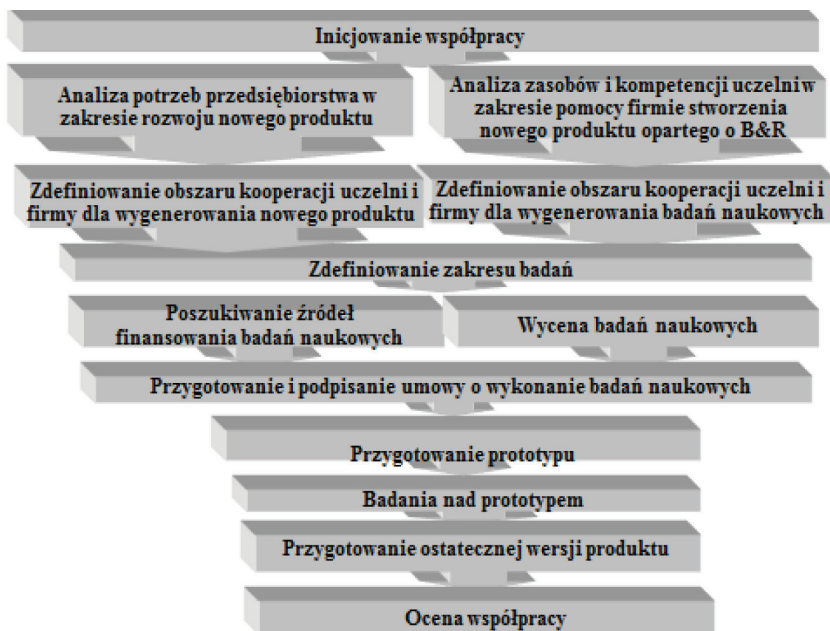 Inicjowanie współpracy
Analiza potrzeb przedsiębiorstwa w
zakresie rozwoju nowego produktu
Analiza zasobów i kompetencji uczelniw
zakresie pomocy firmie stworzenia
nowego produktu opartego o B&R
Zdefiniowanie obszaru kooperacji uczelni i
firmy dla wygenerowania nowego produktu
Zdefiniowanie obszaru kooperacji uczelni i
firmy dla wygenerowania badań naukowych
Zdefiniowanie zakresu badań
Poszukiwanie źródeł
finansowania badań naukowych
Wycena badań naukowych
Przygotowanie i podpisanie umowy o wykonanie badań naukowych
Przygotowanie prototypu
Badania nad prototypem
Przygotowanie ostatecznej wersji produktu
Ocena współpracy